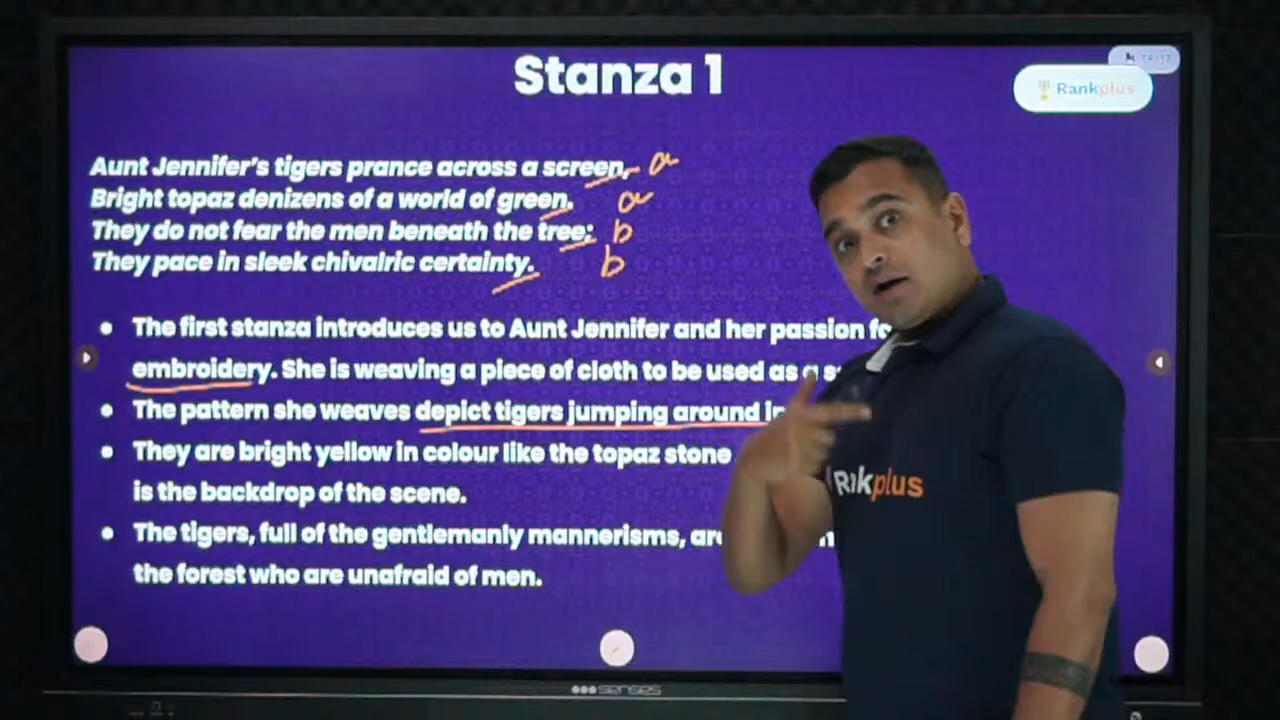 Stanza 1
Rankplus
Aunt Jennifer's tigers prance across a screen, a
Bright topaz denizens of a world of green. a
They do not fear the men beneath the tree; b
They pace in sleek chivalric certainty. b
• The first stanza introduces us to Aunt Jennifer and her passion
embroidery. She is weaving a piece of cloth to be used as a
• The pattern she weaves depict tigers jumping around
• They are bright yellow in colour like the topaz stone
is the backdrop of the scene.
• The tigers, full of the gentlemanly mannerisms,
the forest who are unafraid of men.
Rankplus
senses